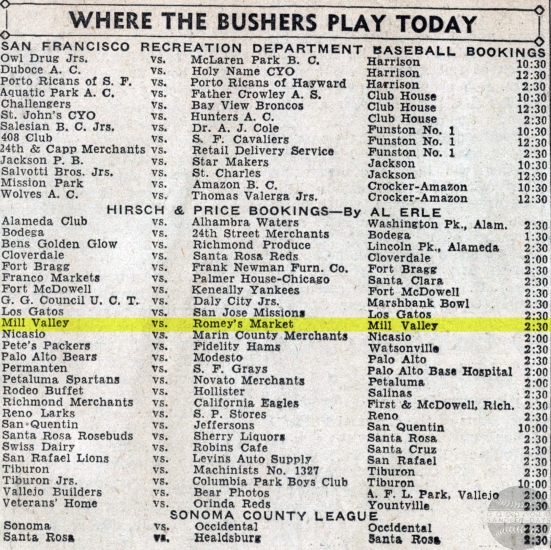 WHERE THE BUSHERS PLAY TODAY
SAN FRANCISCO RECREATION DEPARTMENT BASEBALL BOOKINGS
Owl Drug Jrs. vs. McLaren Park B. C. Harrison 10:30
Duboce A. C. vs. Holy Name CYO Harrison 12:30
Porto Ricans of S. F. vs. Porto Ricans of Hayward Harrison 2:30
Aquatic Park A. C. vs. Father Crowley A. S. Club House 10:30
Challengers vs. Bay View Broncos Club House 12:30
St. John's CYO vs. Hunters A. C. Club House 2:30
Salesian B. C. Jrs. vs. Dr. A. J. Cole Funston No. 1 10:30
408 Club vs. S. F. Cavaliers Funston No. 1 12:30
24th & Capp Merchants vs. Retail Delivery Service Funston No. 1 2:30
Jackson P. B. vs. Star Makers Jackson 10:30
Salvotti Bros. Jrs. vs. St. Charles Jackson 12:30
Mission Park vs. Amazon B. C. Crocker-Amazon 10:30
Wolves A. C. vs. Thomas Valerga Jrs. Crocker-Amazon 12:30
HIRSCH & PRICE BOOKINGS—By AL ERLE
Alameda Club vs. Alhambra Waters Washington Pk., Alam. 2:30
Bodega vs. 24th Street Merchants Bodega 1:30
Bens Golden Glow vs. Richmond Produce Lincoln Pk., Alameda 2:30
Cloverdale vs. Santa Rosa Reds Cloverdale 2:00
Fort Bragg vs. Frank Newman Furn. Co. Fort Bragg 2:30
Franco Markets vs. Palmer House-Chicago Santa Clara 2:30
Fort McDowell vs. Keneally Yankees Fort McDowell 2:30
G. G. Council U. C. T. vs. Daly City Jrs. Marshbank Bowl 2:30
Los Gatos vs. San Jose Missions Los Gatos 2:30
Mill Valley vs. Romey's Market Mill Valley 2:30
Nicasio vs. Marin County Merchants Nicasio 2:00
Pete's Packers vs. Fidelity Hams Watsonville 2:30
Palo Alto Bears vs. Modesto Palo Alto 2:30
Permanten vs. S. F. Grays Palo Alto Base Hospital 2:00
Petaluma Spartans vs. Novato Merchants Petaluma 2:00
Rodeo Buffet vs. Hollister Salinas 2:30
Richmond Merchants vs. California Eagles First & McDowell, Rich. 2:30
Reno Larks vs. S. P. Stores Reno 2:30
San Quentin vs. Jeffersons San Quentin 10:00
Santa Rosa Rosebuds vs. Sherry Liquors Santa Rosa 2:30
Swiss Dairy vs. Robins Cafe Santa Cruz 2:30
San Rafael Lions vs. Levins Auto Supply San Rafael 2:30
Tiburon vs. Machinists No. 1327 Tiburon 2:30
Tiburon Jrs. vs. Columbia Park Boys Club Tiburon 12:30
Vallejo Builders vs. Bear Photos A. F. L. Park, Vallejo 2:00
Veterans' Home vs. Orinda Reds Yountville 2:30
SONOMA COUNTY LEAGUE
Sonoma vs. Occidental Occidental 2:30
Santa Rosa vs. Healdsburg Santa Rosa 2:30